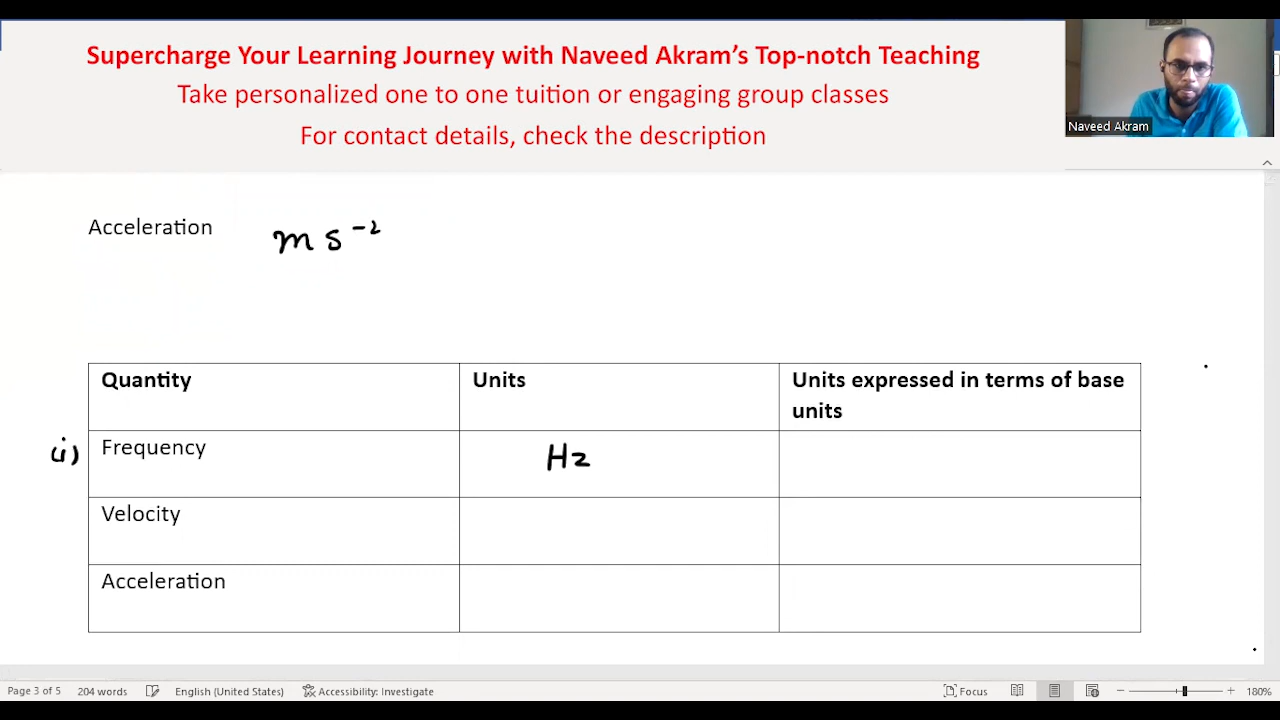 Supercharge Your Learning Journey with Naveed Akram’s Top-notch Teaching
Take personalized one to one tuition or engaging group classes
For contact details, check the description
Naveed Akram
Acceleration m s⁻²
Quantity Units Units expressed in terms of base
units
(ii) Frequency Hz
Velocity
Acceleration
Page 3 of 5 204 words English (United States) Accessibility: Investigate Focus 180%